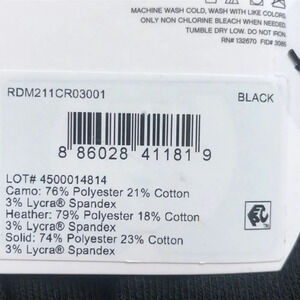 MACHINE WASH COLD, WASH WITH LIKE COLORS.
ONLY NON CHLORINE BLEACH WHEN NEEDED.
TUMBLE DRY LOW. DO NOT IRON.
RN# 132670 FID# 3085
RDM211CR03001 BLACK
8 86028 41181 9
LOT# 4500014814
Camo: 76% Polyester 21% Cotton
3% Lycra® Spandex
Heather: 79% Polyester 18% Cotton
3% Lycra® Spandex
Solid: 74% Polyester 23% Cotton
3% Lycra® Spandex